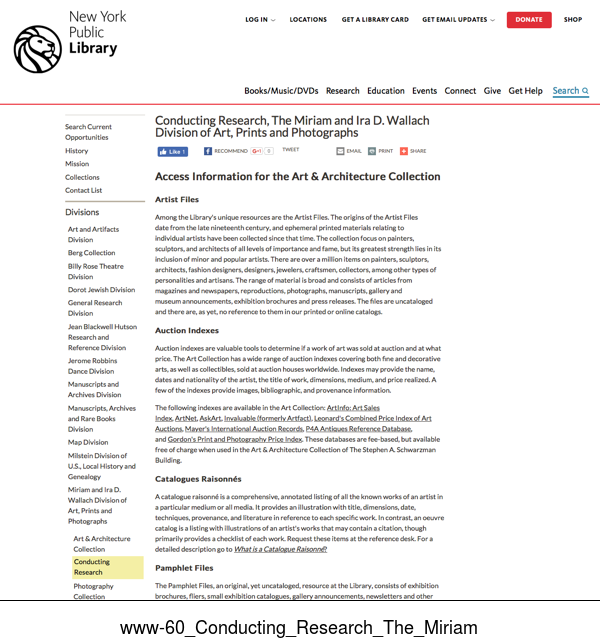 New York
Public
Library
LOG IN
LOCATIONS
GET A LIBRARY CARD
GET EMAIL UPDATES
DONATE
SHOP
Books/Music/DVDs Research Education Events Connect Give Get Help Search
Search Current
Opportunities
History
Mission
Collections
Contact List
Divisions
Art and Artifacts
Division
Berg Collection
Billy Rose Theatre
Division
Dorot Jewish Division
General Research
Division
Jean Blackwell Hutson
Research and
Reference Division
Jerome Robbins
Dance Division
Manuscripts and
Archives Division
Manuscripts, Archives
and Rare Books
Division
Map Division
Milstein Division of
U.S., Local History and
Genealogy
Miriam and Ira D.
Wallach Division of
Art, Prints and
Photographs
Art & Architecture
Collection
Conducting
Research
Photography
Collection
Conducting Research, The Miriam and Ira D. Wallach
Division of Art, Prints and Photographs
Like 1
RECOMMEND
G+1 0
TWEET
EMAIL
PRINT
SHARE
Access Information for the Art & Architecture Collection
Artist Files
Among the Library's unique resources are the Artist Files. The origins of the Artist Files
date from the late nineteenth century, and ephemeral printed materials relating to
individual artists have been collected since that time. The collection focus on painters,
sculptors, and architects of all levels of importance and fame, but its greatest strength lies in its
inclusion of minor and popular artists. There are over a million items on painters, sculptors,
architects, fashion designers, designers, jewelers, craftsmen, collectors, among other types of
personalities and artisans. The range of material is broad and consists of articles from
magazines and newspapers, reproductions, photographs, manuscripts, gallery and
museum announcements, exhibition brochures and press releases. The files are uncataloged
and there are, as yet, no reference to them in our printed or online catalogs.
Auction Indexes
Auction indexes are valuable tools to determine if a work of art was sold at auction and at what
price. The Art Collection has a wide range of auction indexes covering both fine and decorative
arts, as well as collectibles, sold at auction houses worldwide. Indexes may provide the name,
dates and nationality of the artist, the title of work, dimensions, medium, and price realized. A
few of the indexes provide images, bibliographic, and provenance information.
The following indexes are available in the Art Collection: ArtInfo: Art Sales
Index, ArtNet, AskArt, Invaluable (formerly Artfact), Leonard's Combined Price Index of Art
Auctions, Mayer's International Auction Records, P4A Antiques Reference Database,
and Gordon's Print and Photography Price Index. These databases are fee-based, but available
free of charge when used in the Art & Architecture Collection of The Stephen A. Schwarzman
Building.
Catalogues Raisonnés
A catalogue raisonné is a comprehensive, annotated listing of all the known works of an artist in
a particular medium or all media. It provides an illustration with title, dimensions, date,
techniques, provenance, and literature in reference to each specific work. In contrast, an oeuvre
catalog is a listing with illustrations of an artist's works that may contain a citation, though
primarily provides a checklist of each work. Request these items at the reference desk. For a
detailed description go to What is a Catalogue Raisonné?
Pamphlet Files
The Pamphlet Files, an original, yet uncataloged, resource at the Library, consists of exhibition
brochures, fliers, small exhibition catalogues, gallery announcements, newsletters and other
www-60_Conducting_Research_The_Miriam